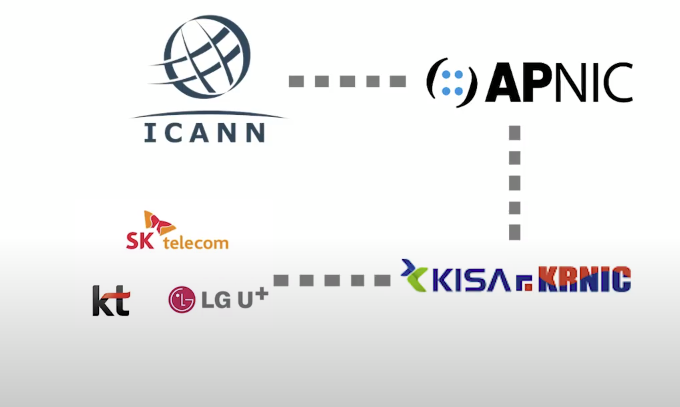 ICANN
APNIC
SK telecom
kt
LG U+
KISA
KRNIC